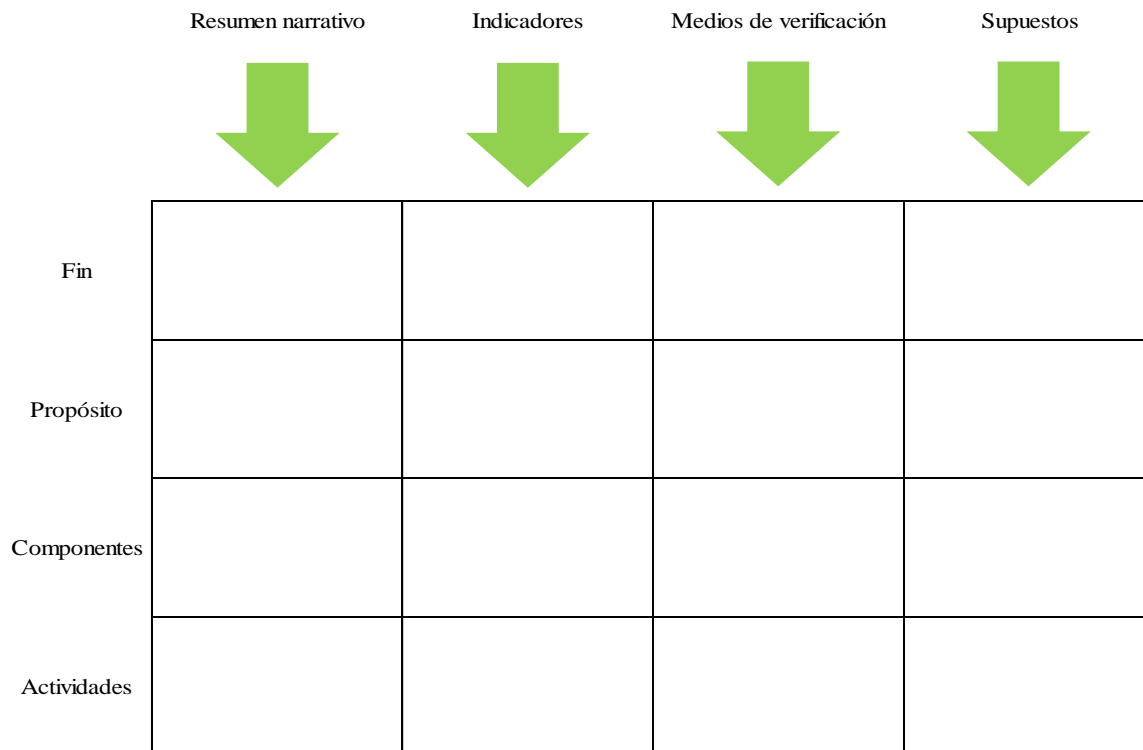 Resumen narrativo
Indicadores
Medios de verificación
Supuestos
Fin
Propósito
Componentes
Actividades